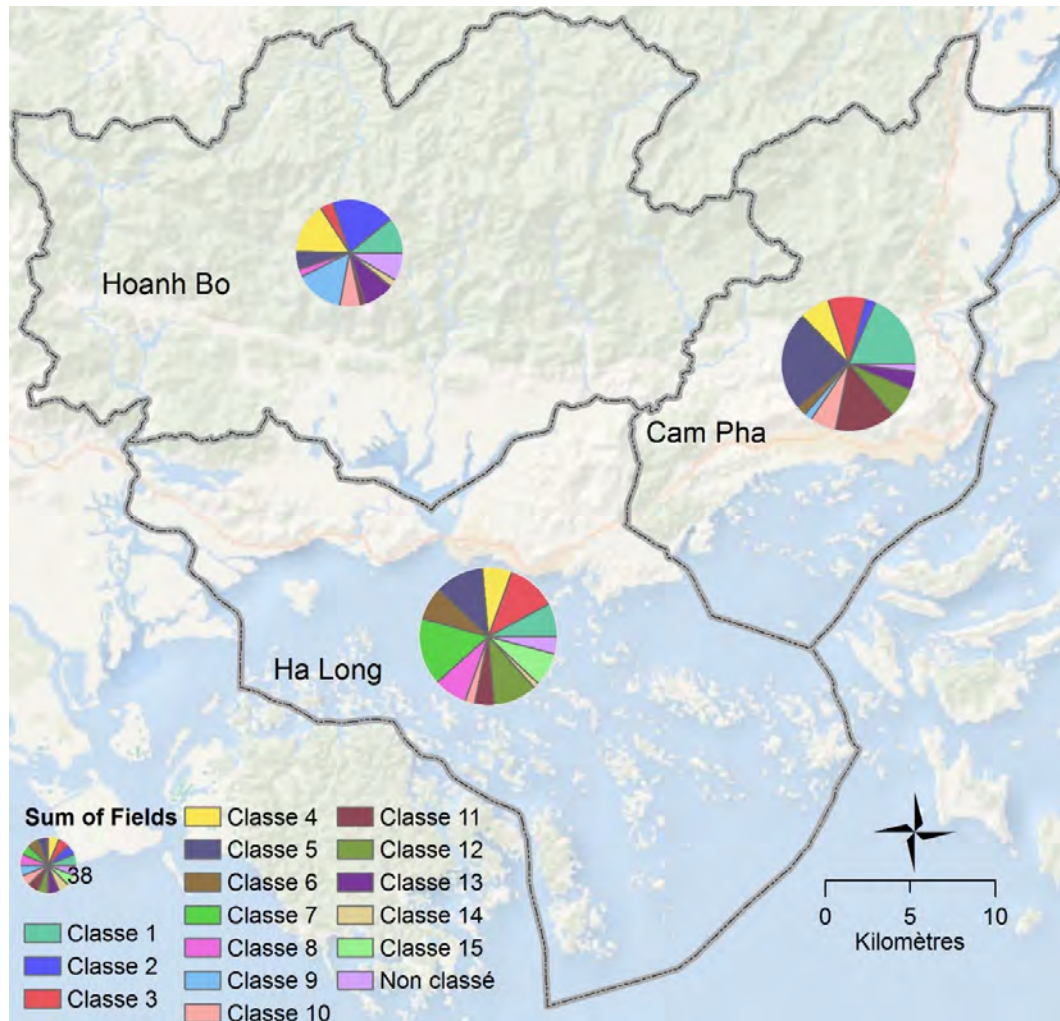 Hoanh Bo
Cam Pha
Ha Long
Sum of Fields
38
Classe 1
Classe 2
Classe 3
Classe 4
Classe 5
Classe 6
Classe 7
Classe 8
Classe 9
Classe 10
Classe 11
Classe 12
Classe 13
Classe 14
Classe 15
Non classé
0 5 10
Kilomètres